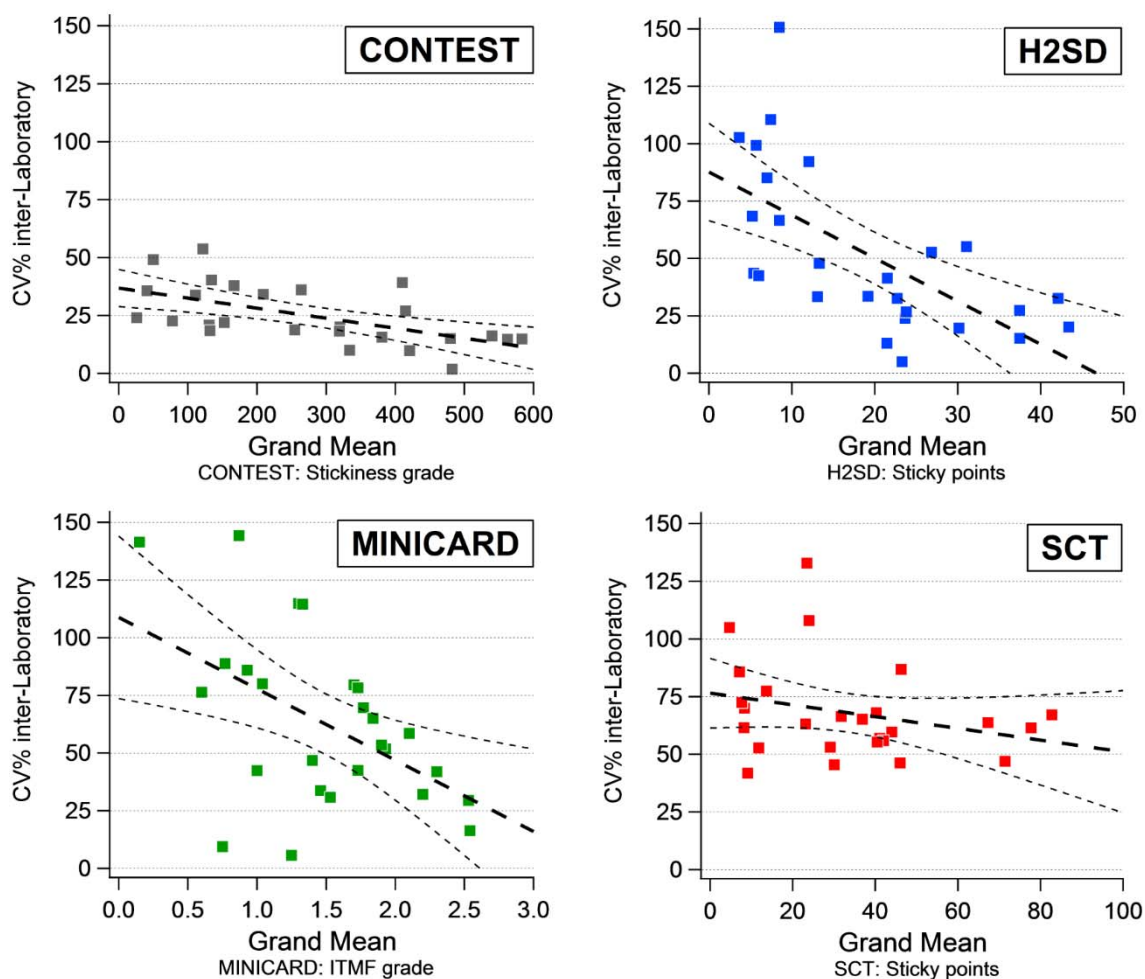 CONTEST
CV% inter-Laboratory
150
125
100
75
50
25
0
0 100 200 300 400 500 600
Grand Mean
CONTEST: Stickiness grade
H2SD
CV% inter-Laboratory
150
125
100
75
50
25
0
0 10 20 30 40 50
Grand Mean
H2SD: Sticky points
MINICARD
CV% inter-Laboratory
150
125
100
75
50
25
0
0.0 0.5 1.0 1.5 2.0 2.5 3.0
Grand Mean
MINICARD: ITMF grade
SCT
CV% inter-Laboratory
150
125
100
75
50
25
0
0 20 40 60 80 100
Grand Mean
SCT: Sticky points